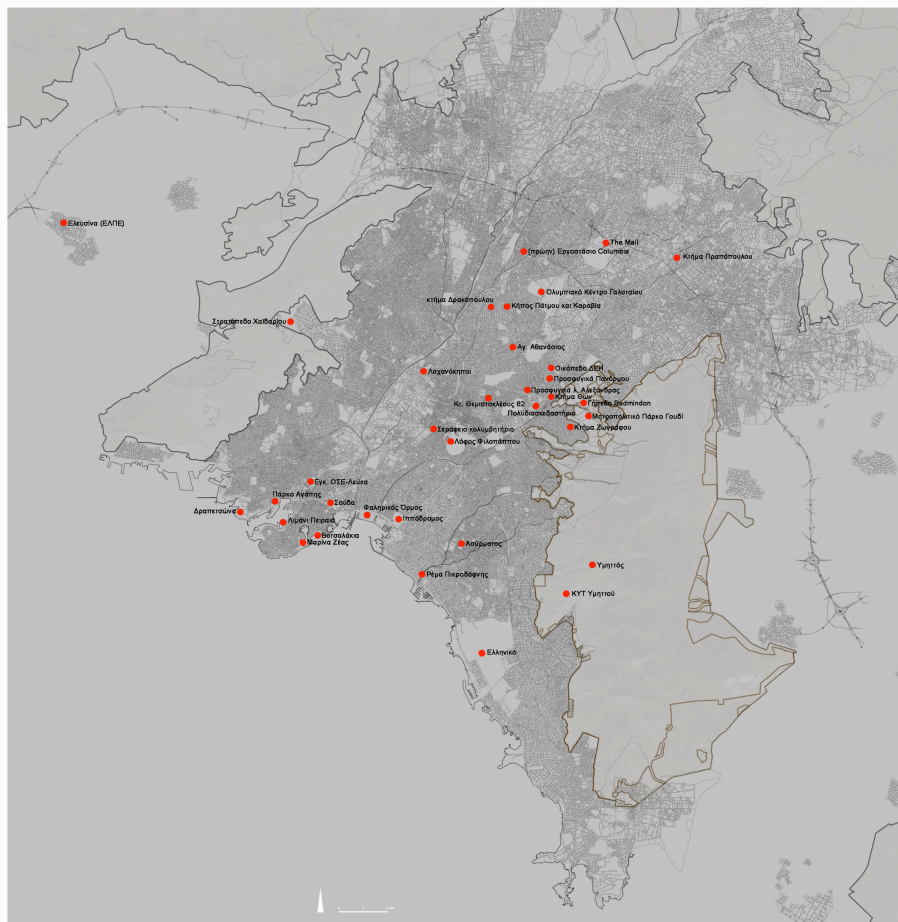 Ελευσίνα (ΕΛΠΕ)
The Mall
(πρώην) Εργοστάσιο Columbia
Κτήμα Πραπόπουλου
Ολυμπιακό Κέντρο Γαλατσίου
κτήμα Δρακόπουλου
Κήπος Πάτμου και Καραβία
Στρατόπεδο Χαϊδαρίου
Αγ. Αθανάσιος
Οικόπεδο ΔΕΗ
Λαχανόκηποι
Προσφυγικά Πανόρμου
Προσφυγικά λ. Αλεξάνδρας
Κτήμα Θων
Κτ. Θεμιστοκλέους 62
Γήπεδο Badmindon
Πολυδιασκεδαστήριο
Μητροπολιτικό Πάρκο Γουδί
Κτήμα Ζωγράφου
Σεράφειο κολυμβητήριο
Λόφος Φιλοπάππου
Εγκ. ΟΣΕ-Λεύκα
Πάρκο Αγάπης
Σούδα
Δραπετσώνα
Φαληρικός Όρμος
Λιμάνι Πειραιά
Ιππόδρομος
Βοτσαλάκια
Μαρίνα Ζέας
Ασύρματος
Υμηττός
Ρέμα Πικροδάφνης
ΚΥΤ Υμηττού
Ελληνικό